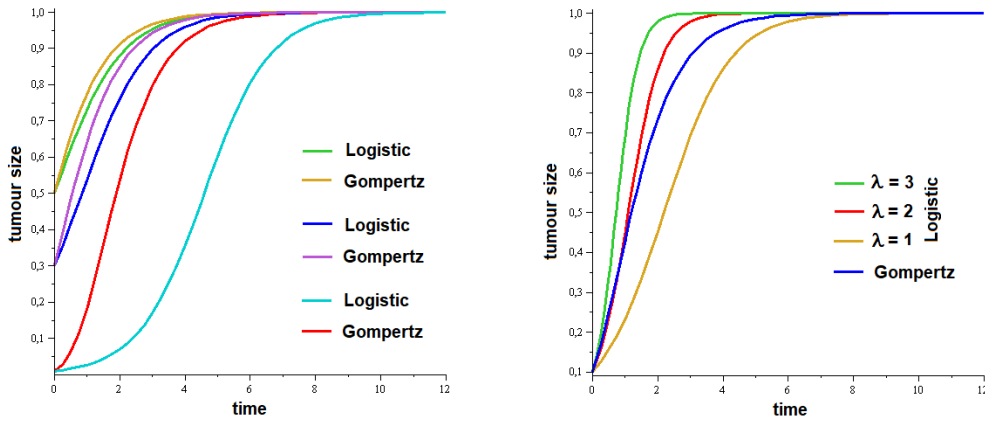 1,0
0,9
0,8
0,7
0,6
0,5
0,4
0,3
0,2
0,1
tumour size
0 2 4 6 8 10 12
time
Logistic
Gompertz
Logistic
Gompertz
Logistic
Gompertz
1,0
0,9
0,8
0,7
0,6
0,5
0,4
0,3
0,2
0,1
tumour size
0 2 4 6 8 10 12
time
λ = 3
λ = 2
λ = 1
Logistic
Gompertz